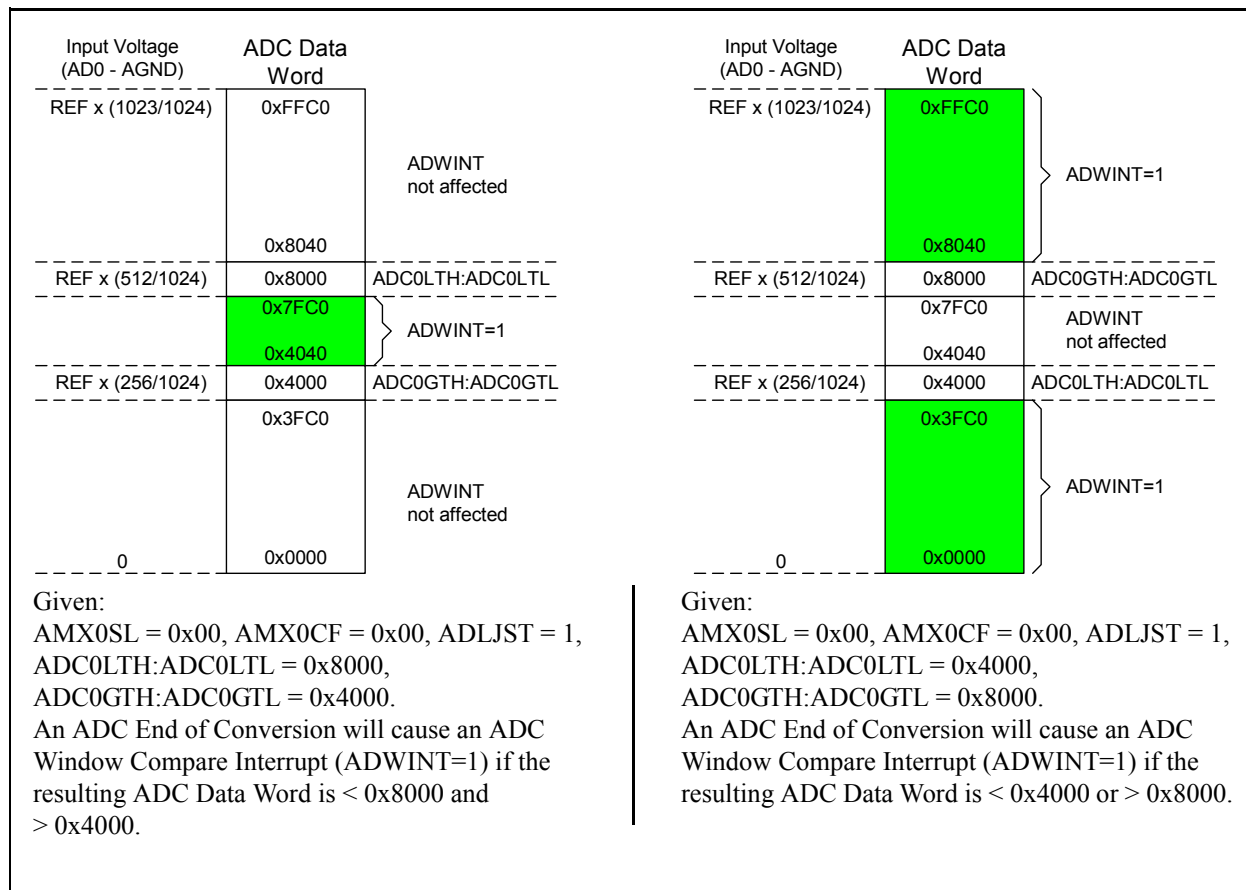 Input Voltage
(AD0 - AGND)
ADC Data
Word
REF x (1023/1024)
0xFFC0
ADWINT
not affected
0x8040
REF x (512/1024)
0x8000
ADC0LTH:ADC0LTL
0x7FC0
ADWINT=1
0x4040
REF x (256/1024)
0x4000
ADC0GTH:ADC0GTL
0x3FC0
ADWINT
not affected
0
0x0000
Given:
AMX0SL = 0x00, AMX0CF = 0x00, ADLJST = 1,
ADC0LTH:ADC0LTL = 0x8000,
ADC0GTH:ADC0GTL = 0x4000.
An ADC End of Conversion will cause an ADC
Window Compare Interrupt (ADWINT=1) if the
resulting ADC Data Word is < 0x8000 and
> 0x4000.
Input Voltage
(AD0 - AGND)
ADC Data
Word
REF x (1023/1024)
0xFFC0
ADWINT=1
0x8040
REF x (512/1024)
0x8000
ADC0GTH:ADC0GTL
0x7FC0
ADWINT
not affected
0x4040
REF x (256/1024)
0x4000
ADC0LTH:ADC0LTL
0x3FC0
ADWINT=1
0
0x0000
Given:
AMX0SL = 0x00, AMX0CF = 0x00, ADLJST = 1,
ADC0LTH:ADC0LTL = 0x4000,
ADC0GTH:ADC0GTL = 0x8000.
An ADC End of Conversion will cause an ADC
Window Compare Interrupt (ADWINT=1) if the
resulting ADC Data Word is < 0x4000 or > 0x8000.